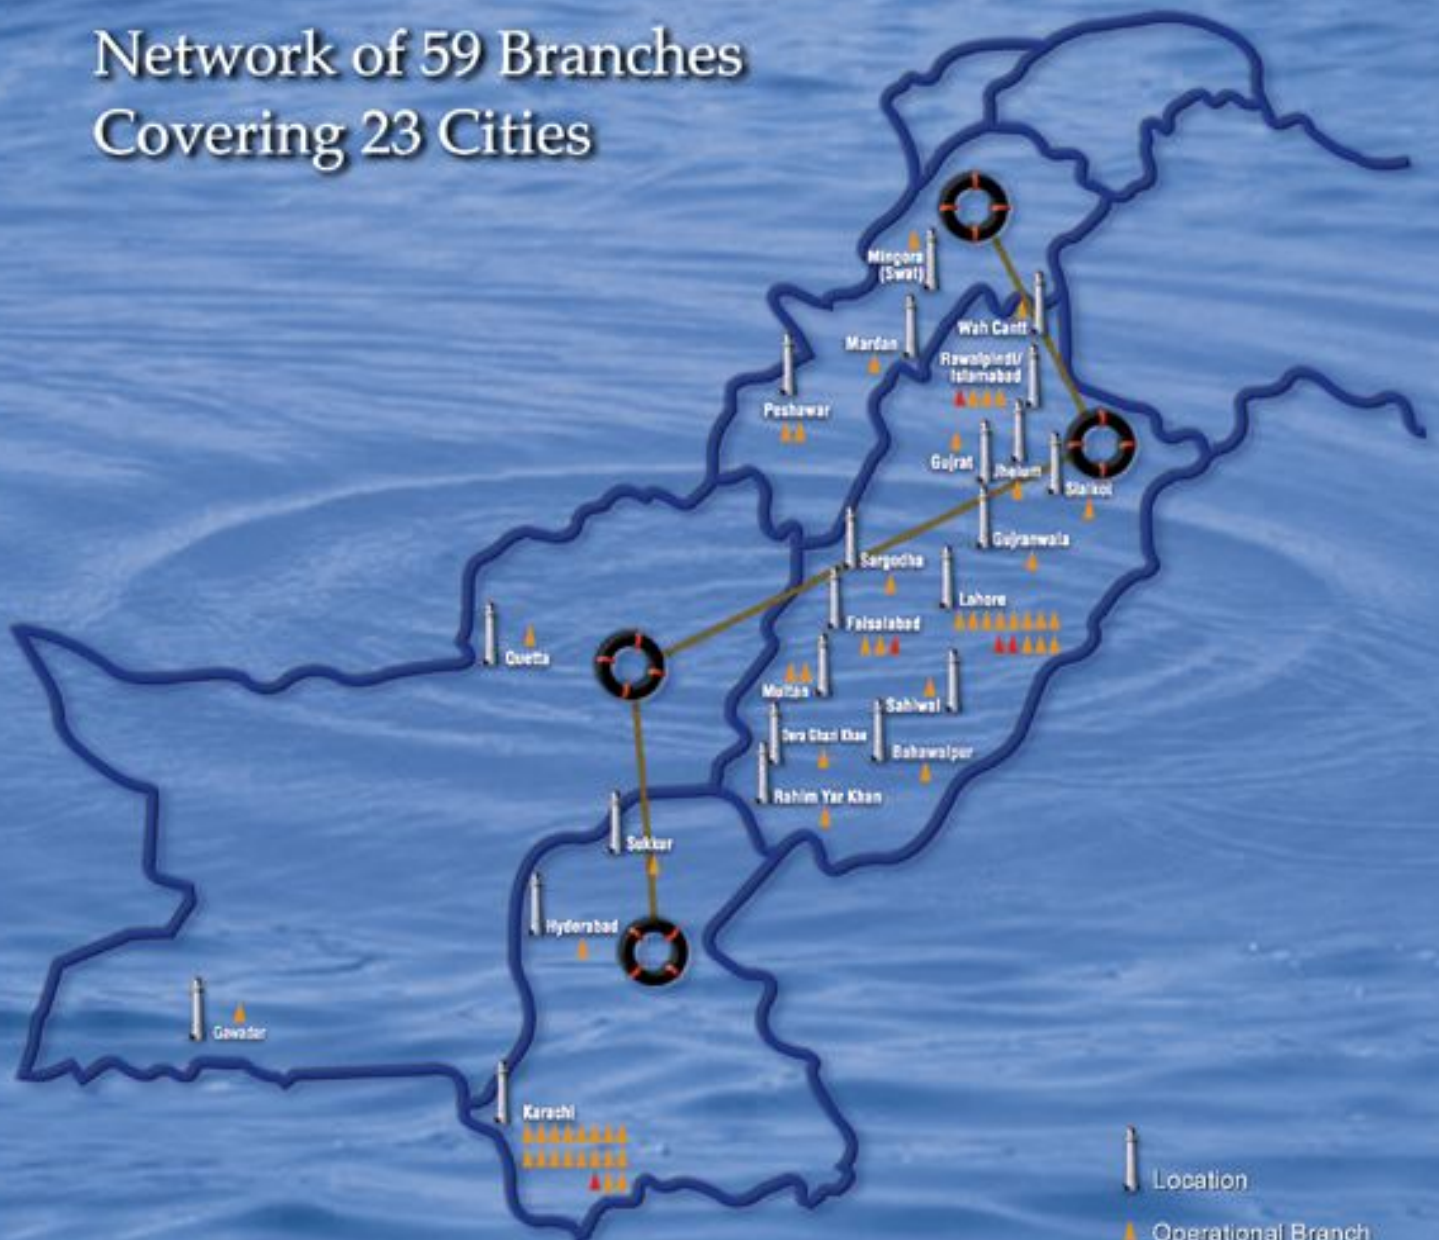 Network of 59 Branches
Covering 23 Cities
Mingora
(Swat)
Wah Cantt
Mardan
Rawalpindi/
Islamabad
Peshawar
Gujrat
Jhelum
Sialkot
Gujranwala
Sargodha
Lahore
Faisalabad
Quetta
Multan
Sahiwal
Dera Ghazi Khan
Bahawalpur
Rahim Yar Khan
Sukkur
Hyderabad
Gawadar
Karachi
Location
Operational Branch